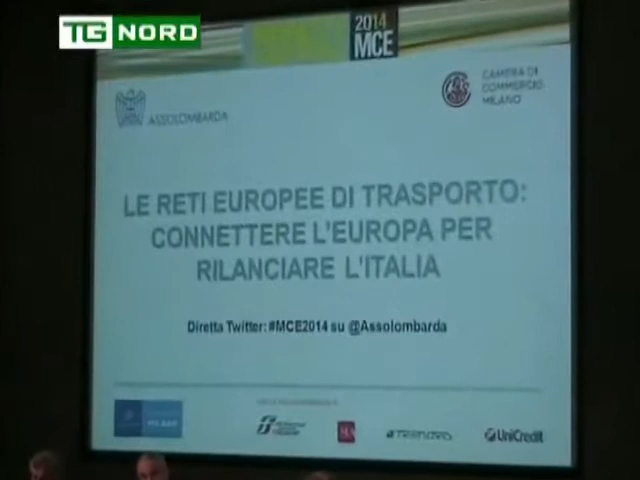 TG NORD
2014
MCE
ASSOLOMBARDA
CAMERA DI
COMMERCIO
MILANO
LE RETI EUROPEE DI TRASPORTO:
CONNETTERE L'EUROPA PER
RILANCIARE L'ITALIA
Diretta Twitter: #MCE2014 su @Assolombarda
UniCredit